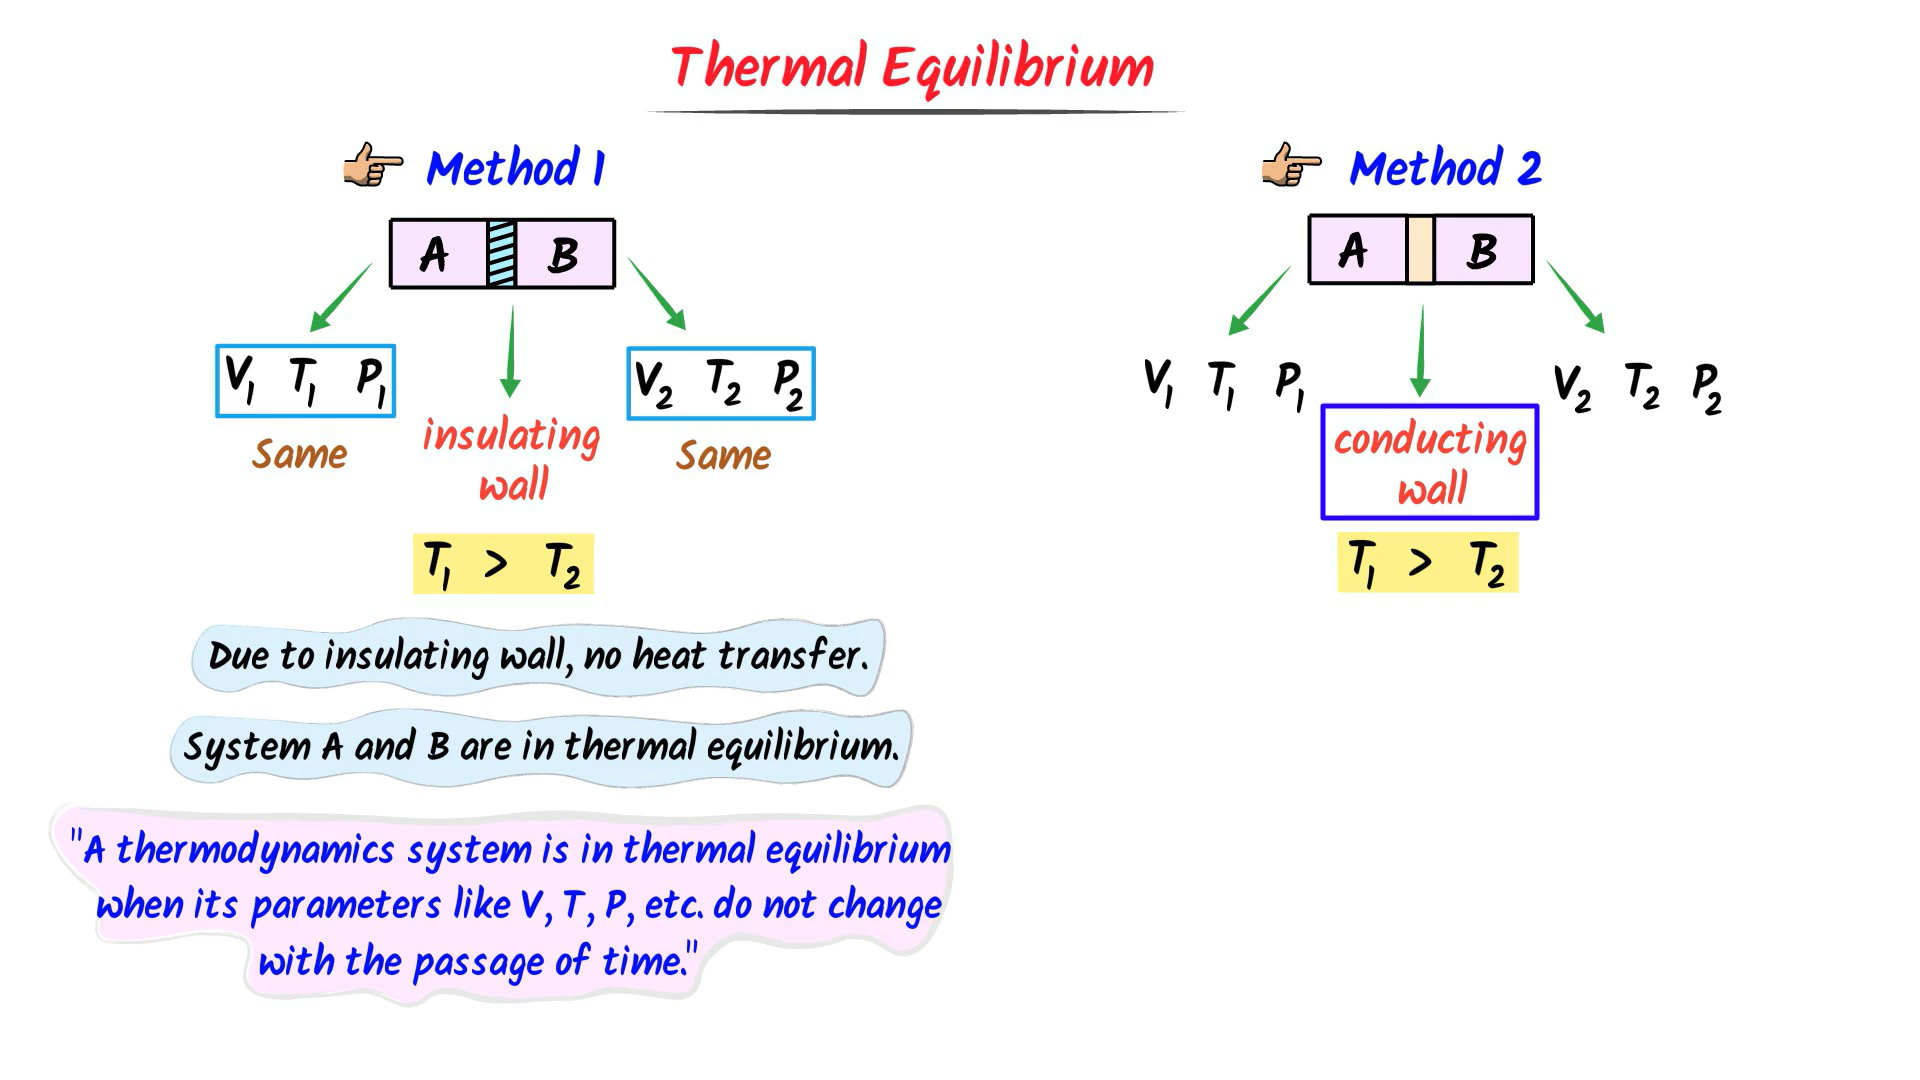 Thermal Equilibrium
Method 1
A B
V₁ T₁ P₁
Same
insulating
wall
V₂ T₂ P₂
Same
T₁ > T₂
Due to insulating wall, no heat transfer.
System A and B are in thermal equilibrium.
"A thermodynamics system is in thermal equilibrium
when its parameters like V, T, P, etc. do not change
with the passage of time."
Method 2
A B
V₁ T₁ P₁
conducting
wall
V₂ T₂ P₂
T₁ > T₂